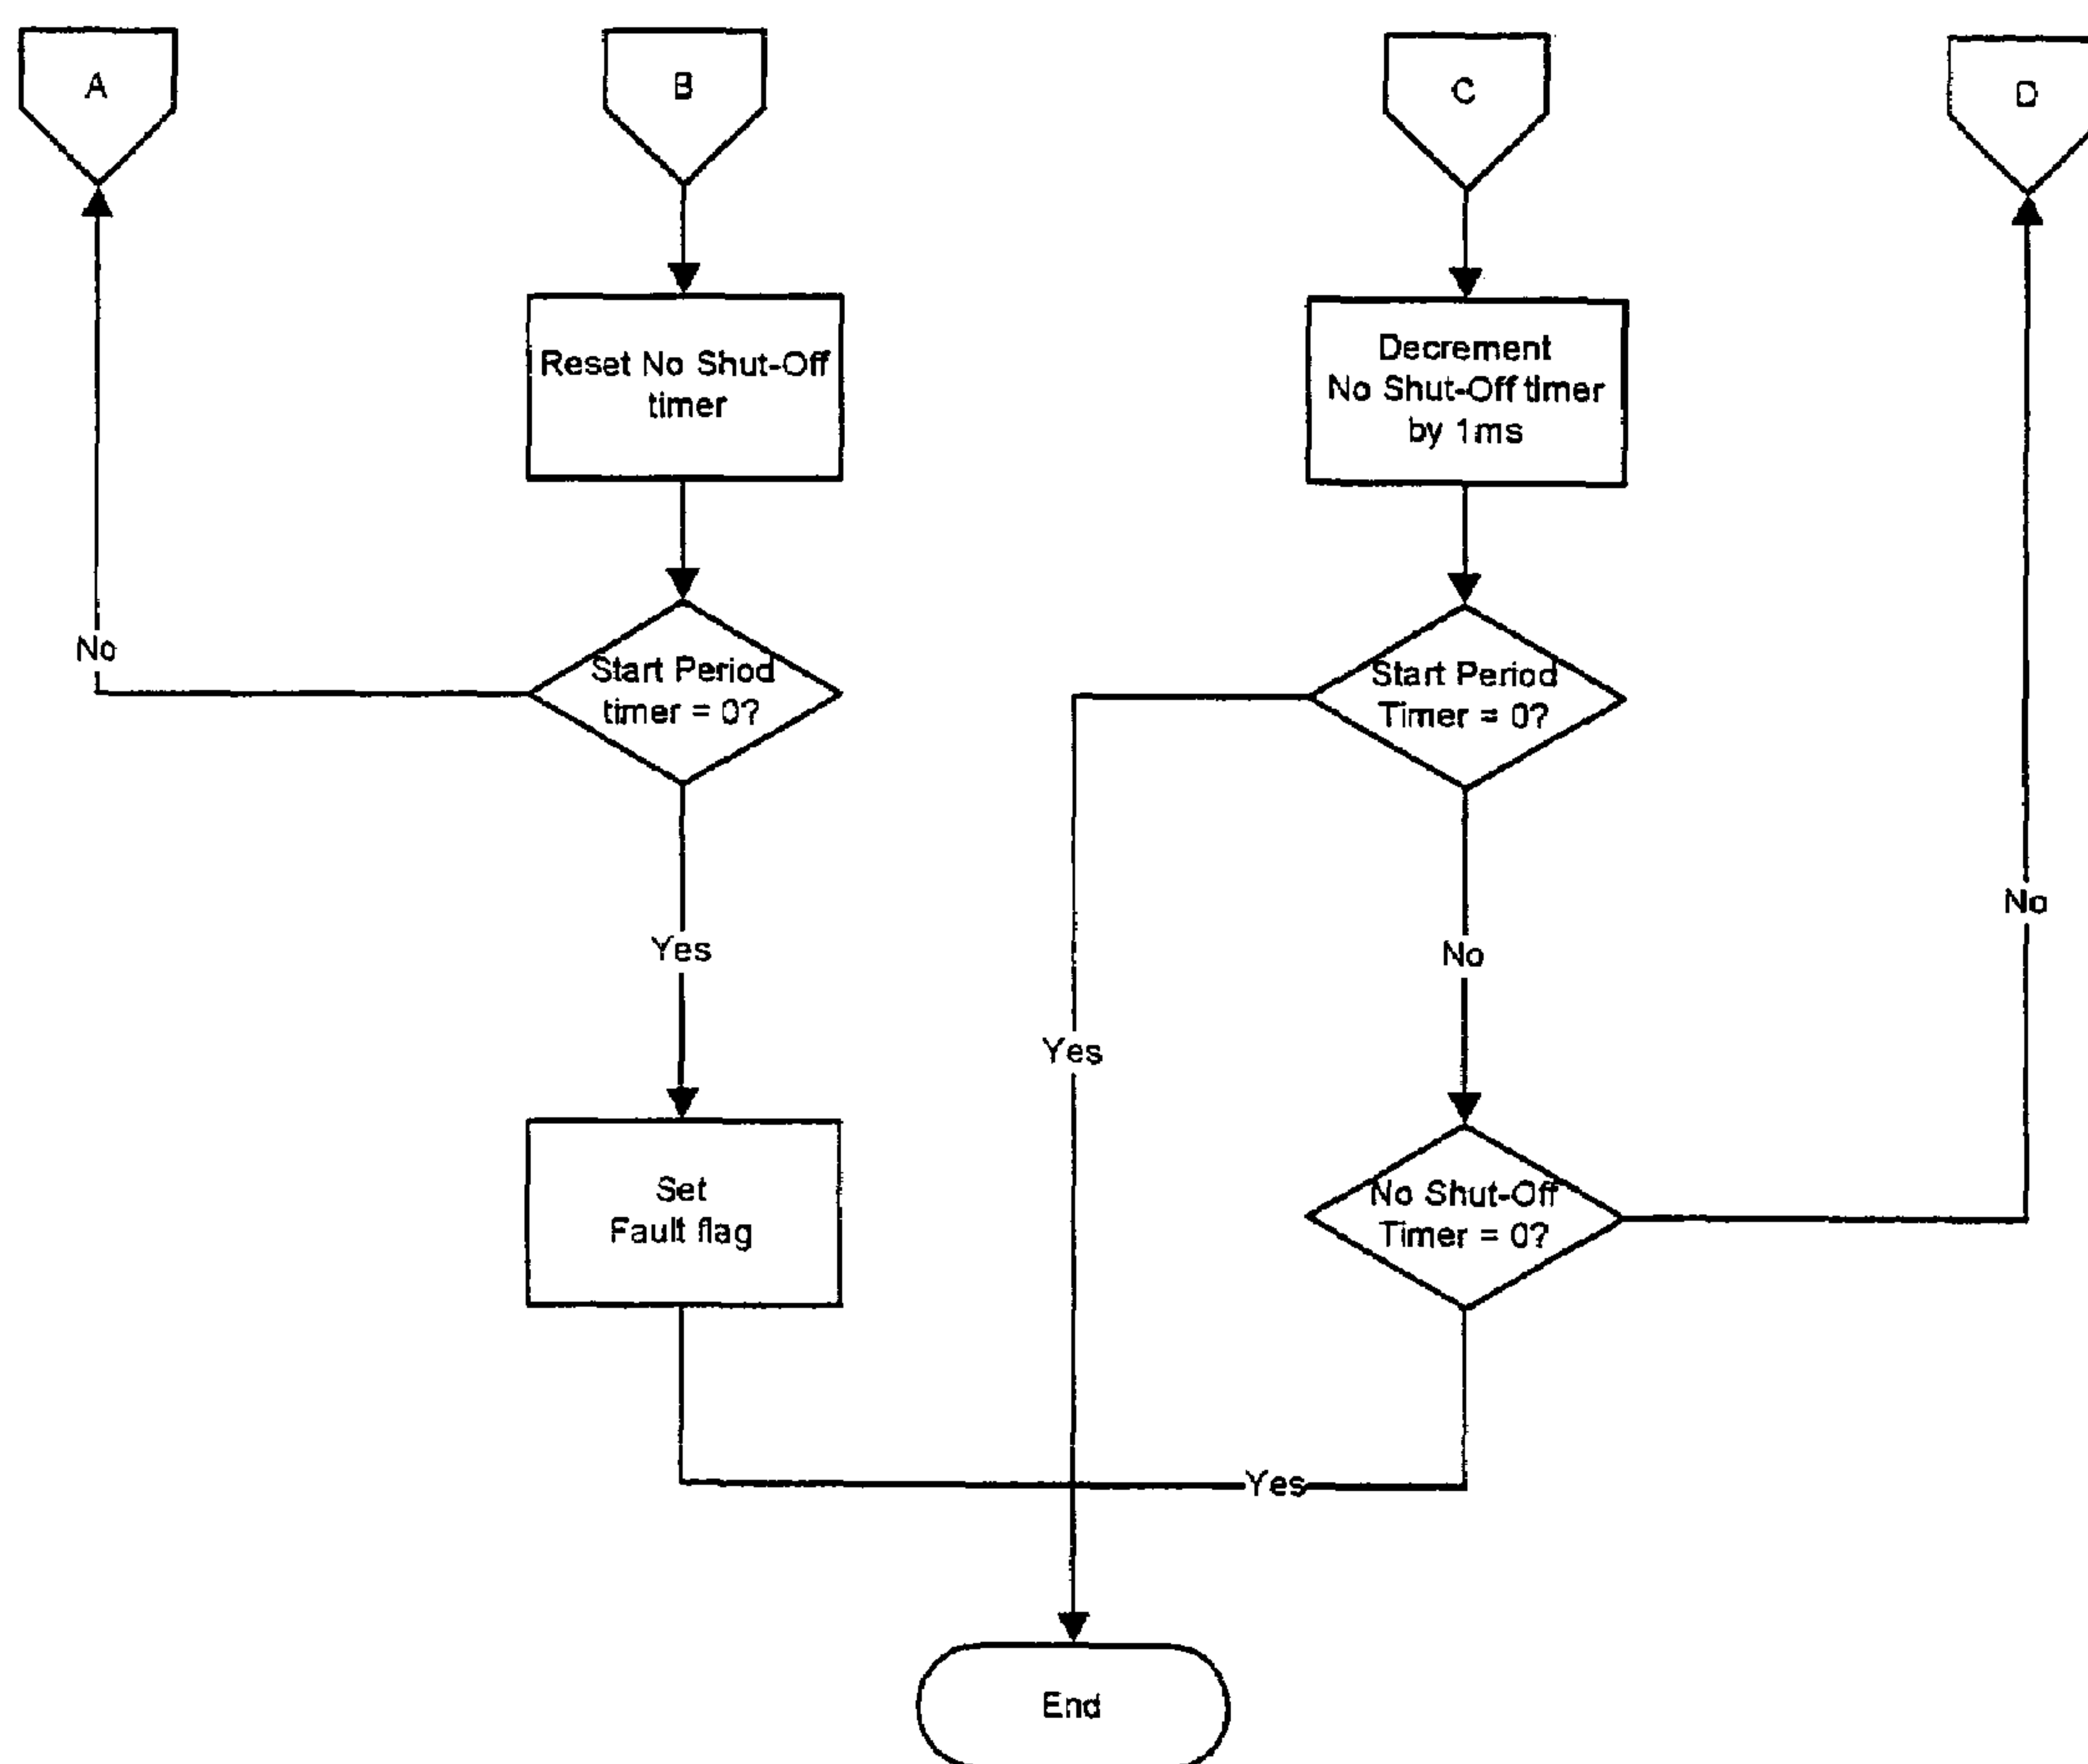 A
B
C
D
Reset No Shut-Off
timer
Decrement
No Shut-Off timer
by 1ms
No
Start Period
timer = 0?
Start Period
Timer = 0?
No
Yes
No
Yes
Set
Fault flag
No Shut-Off
Timer = 0?
Yes
End